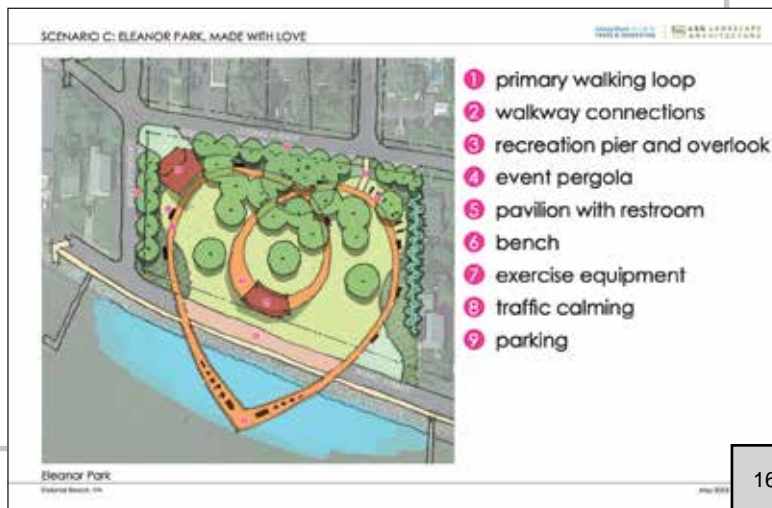 SCENARIO C: ELEANOR PARK, MADE WITH LOVE
LANDSCAPE
ARCHITECTURE
1 primary walking loop
2 walkway connections
3 recreation pier and overlook
4 event pergola
5 pavilion with restroom
6 bench
7 exercise equipment
8 traffic calming
9 parking
Eleanor Park
16